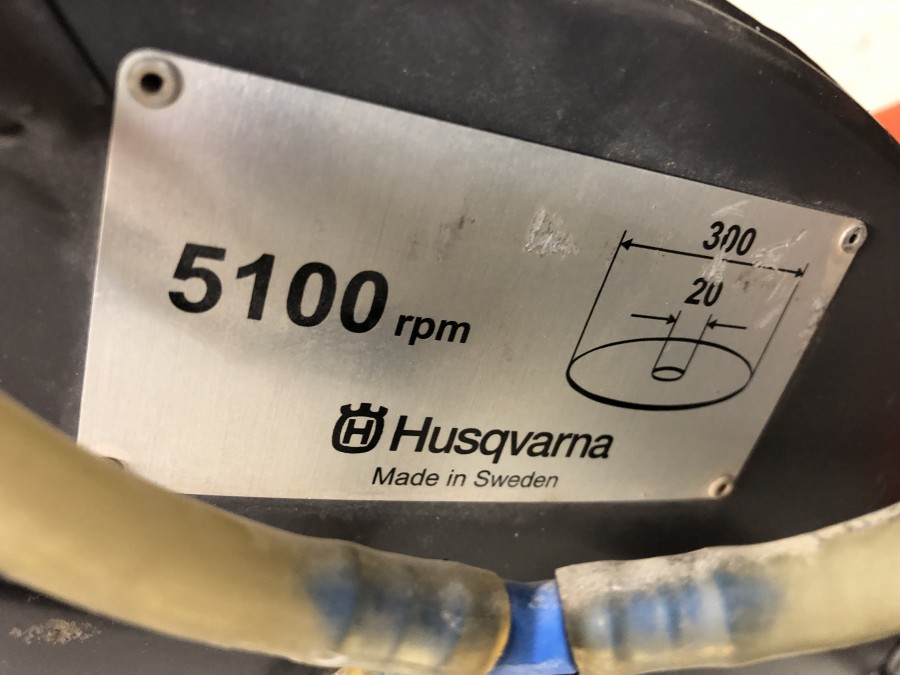 5100 rpm
300
20
H Husqvarna
Made in Sweden